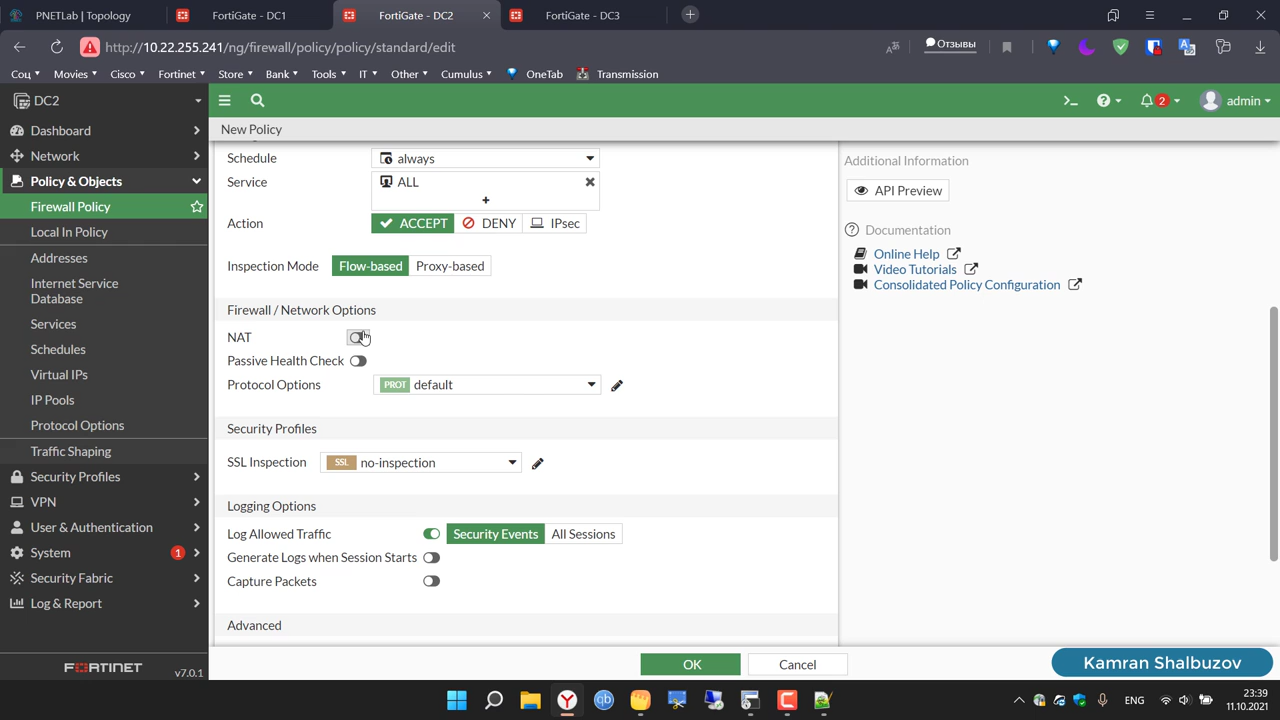 PNETLab | Topology
FortiGate - DC1
FortiGate - DC2
FortiGate - DC3
http://10.22.255.241/ng/firewall/policy/policy/standard/edit
Отзывы
Соц
Movies
Cisco
Fortinet
Store
Bank
Tools
IT
Other
Cumulus
OneTab
Transmission
DC2
2
admin
Dashboard
Network
Policy & Objects
Firewall Policy
Local In Policy
Addresses
Internet Service
Database
Services
Schedules
Virtual IPs
IP Pools
Protocol Options
Traffic Shaping
Security Profiles
VPN
User & Authentication
System
1
Security Fabric
Log & Report
FORTINET
v7.0.1
New Policy
Schedule
always
Service
ALL
Action
ACCEPT
DENY
IPsec
Inspection Mode
Flow-based
Proxy-based
Firewall / Network Options
NAT
Passive Health Check
Protocol Options
PROT default
Security Profiles
SSL Inspection
SSL no-inspection
Logging Options
Log Allowed Traffic
Security Events
All Sessions
Generate Logs when Session Starts
Capture Packets
Advanced
OK
Cancel
Additional Information
API Preview
Documentation
Online Help
Video Tutorials
Consolidated Policy Configuration
Kamran Shalbuzov
qb
ENG
23:39
11.10.2021